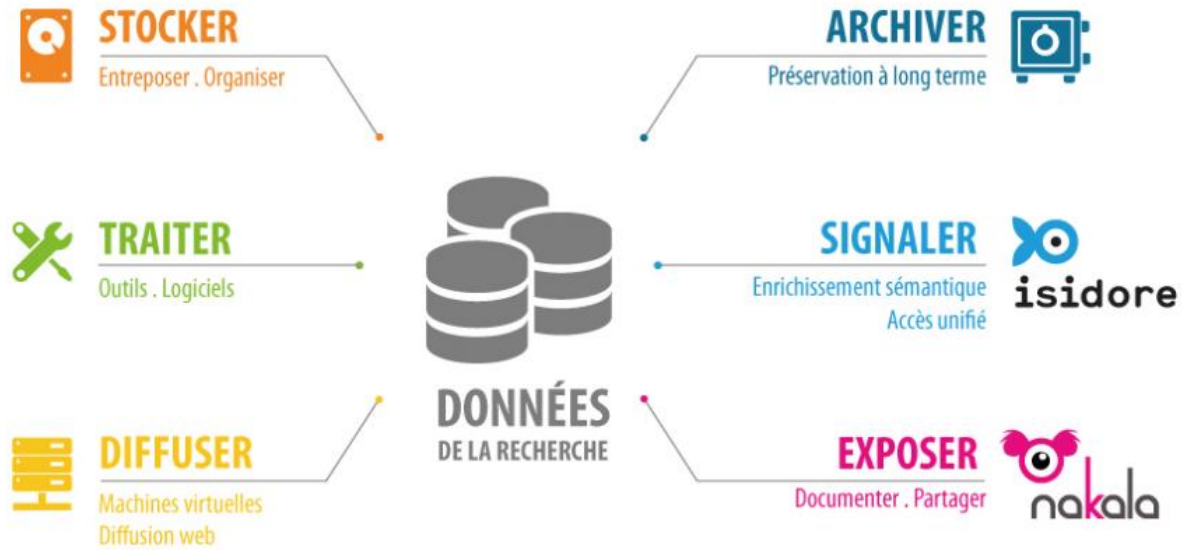 STOCKER
Entreposer . Organiser
TRAITER
Outils . Logiciels
DIFFUSER
Machines virtuelles
Diffusion web
DONNÉES
DE LA RECHERCHE
ARCHIVER
Préservation à long terme
SIGNALER
Enrichissement sémantique
Accès unifié
isidore
EXPOSER
Documenter . Partager
nakala